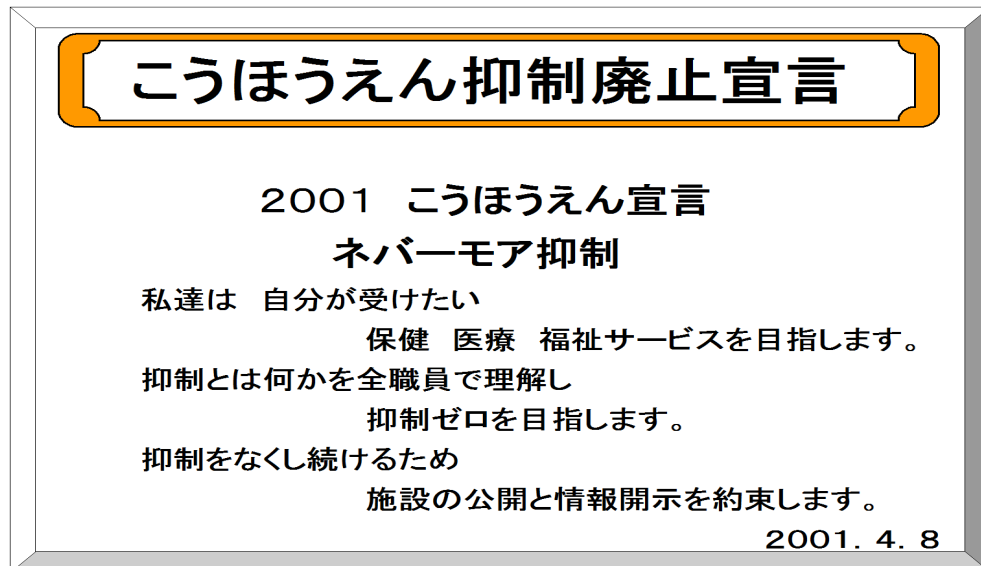 こうほうえん抑制廃止宣言
２００１　こうほうえん宣言
ネバーモア抑制
私達は　自分が受けたい
保健　医療　福祉サービスを目指します。
抑制とは何かを全職員で理解し
抑制ゼロを目指します。
抑制をなくし続けるため
施設の公開と情報開示を約束します。
２００１．４．８